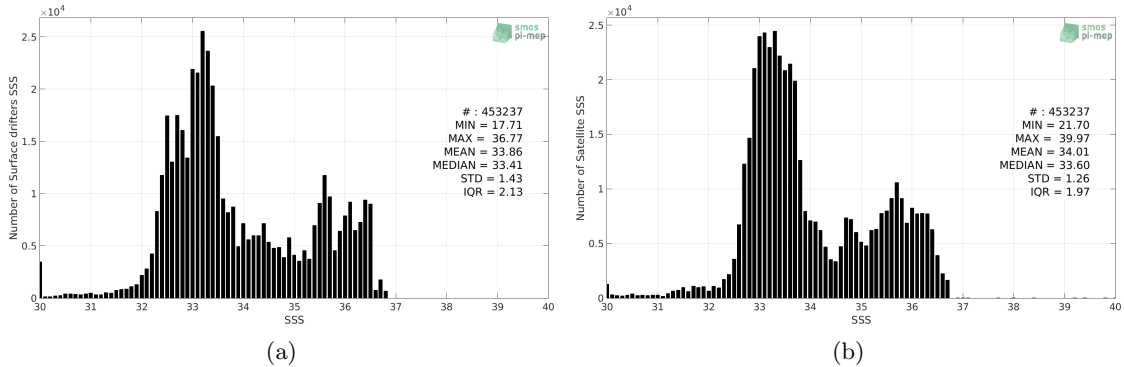 ×10⁴
smos
pi-mep
2.5
2
1.5
1
0.5
0
Number of Surface drifters SSS
# : 453237
MIN = 17.71
MAX = 36.77
MEAN = 33.86
MEDIAN = 33.41
STD = 1.43
IQR = 2.13
30 31 32 33 34 35 36 37 38 39 40
SSS
(a)
×10⁴
smos
pi-mep
2.5
2
1.5
1
0.5
0
Number of Satellite SSS
# : 453237
MIN = 21.70
MAX = 39.97
MEAN = 34.01
MEDIAN = 33.60
STD = 1.26
IQR = 1.97
30 31 32 33 34 35 36 37 38 39 40
SSS
(b)